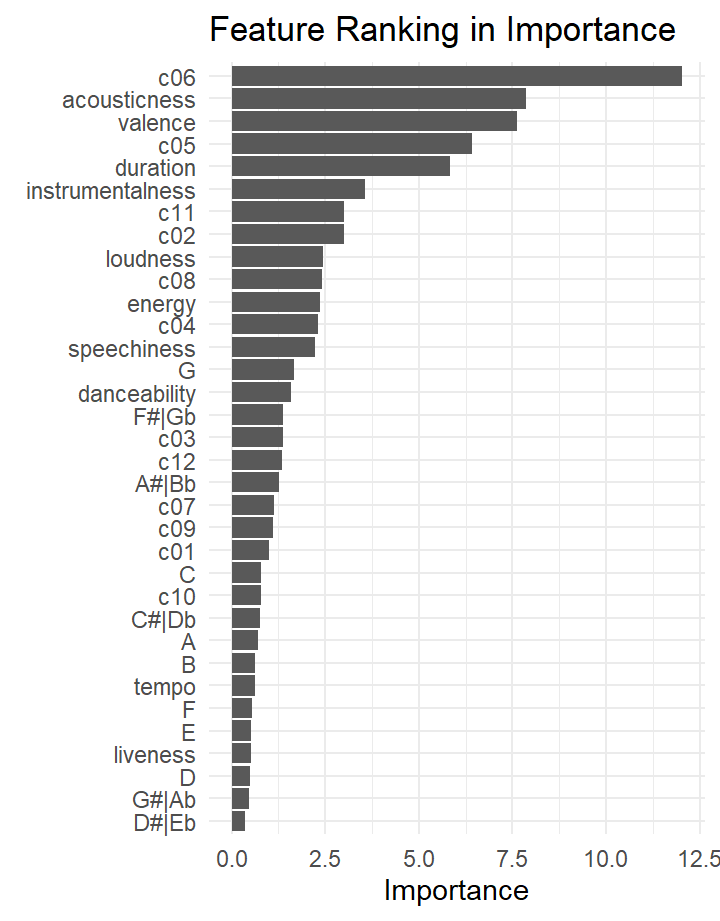 Feature Ranking in Importance
c06
acousticness
valence
c05
duration
instrumentalness
c11
c02
loudness
c08
energy
c04
speechiness
G
danceability
F#|Gb
c03
c12
A#|Bb
c07
c09
c01
C
c10
C#|Db
A
B
tempo
F
E
liveness
D
G#|Ab
D#|Eb
0.0 2.5 5.0 7.5 10.0 12.5
Importance